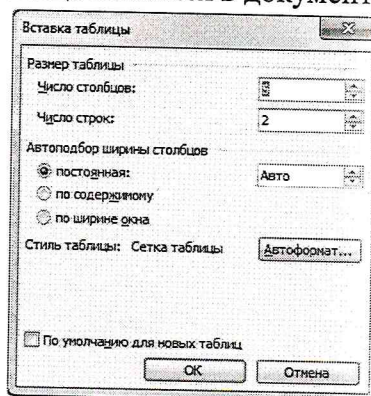 в документ
Вставка таблицы
Размер таблицы
Число столбцов:
Число строк: 2
Автоподбор ширины столбцов
постоянная: Авто
по содержимому
по ширине окна
Стиль таблицы: Сетка таблицы Автоформат...
По умолчанию для новых таблиц
ОК Отмена